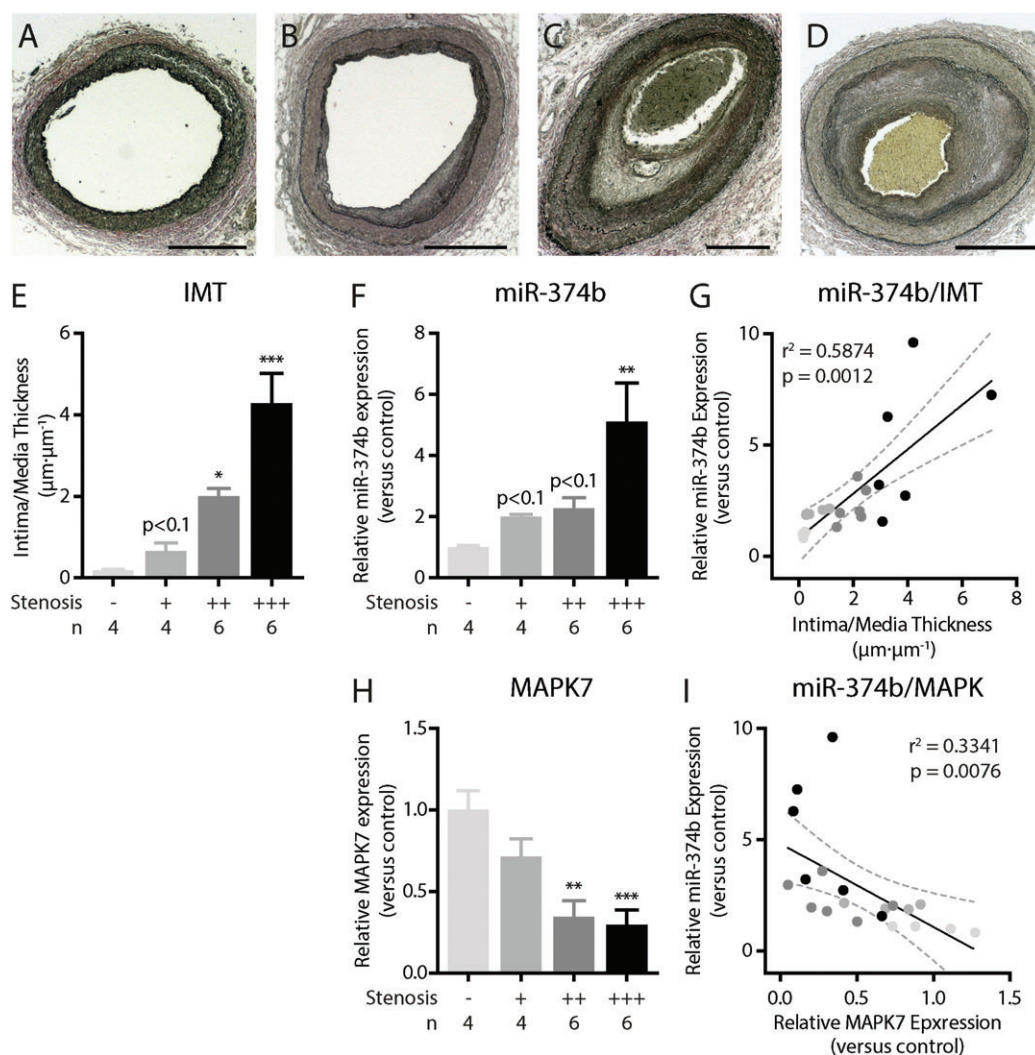 A
B
C
D
E
IMT
Intima/Media Thickness
(μm·μm⁻¹)
6
4
2
0
p<0.1
*
***
Stenosis - + ++ +++
n 4 4 6 6
F
miR-374b
Relative miR-374b expression
(versus control)
8
6
4
2
0
p<0.1
p<0.1
**
Stenosis - + ++ +++
n 4 4 6 6
G
miR-374b/IMT
Relative miR-374b Expression
(versus control)
10
5
0
r² = 0.5874
p = 0.0012
0 2 4 6 8
Intima/Media Thickness
(μm·μm⁻¹)
H
MAPK7
Relative MAPK7 expression
(versus control)
1.5
1.0
0.5
0.0
**
***
Stenosis - + ++ +++
n 4 4 6 6
I
miR-374b/MAPK
Relative miR-374b Expression
(versus control)
10
5
0
r² = 0.3341
p = 0.0076
0.0 0.5 1.0 1.5
Relative MAPK7 Epxression
(versus control)